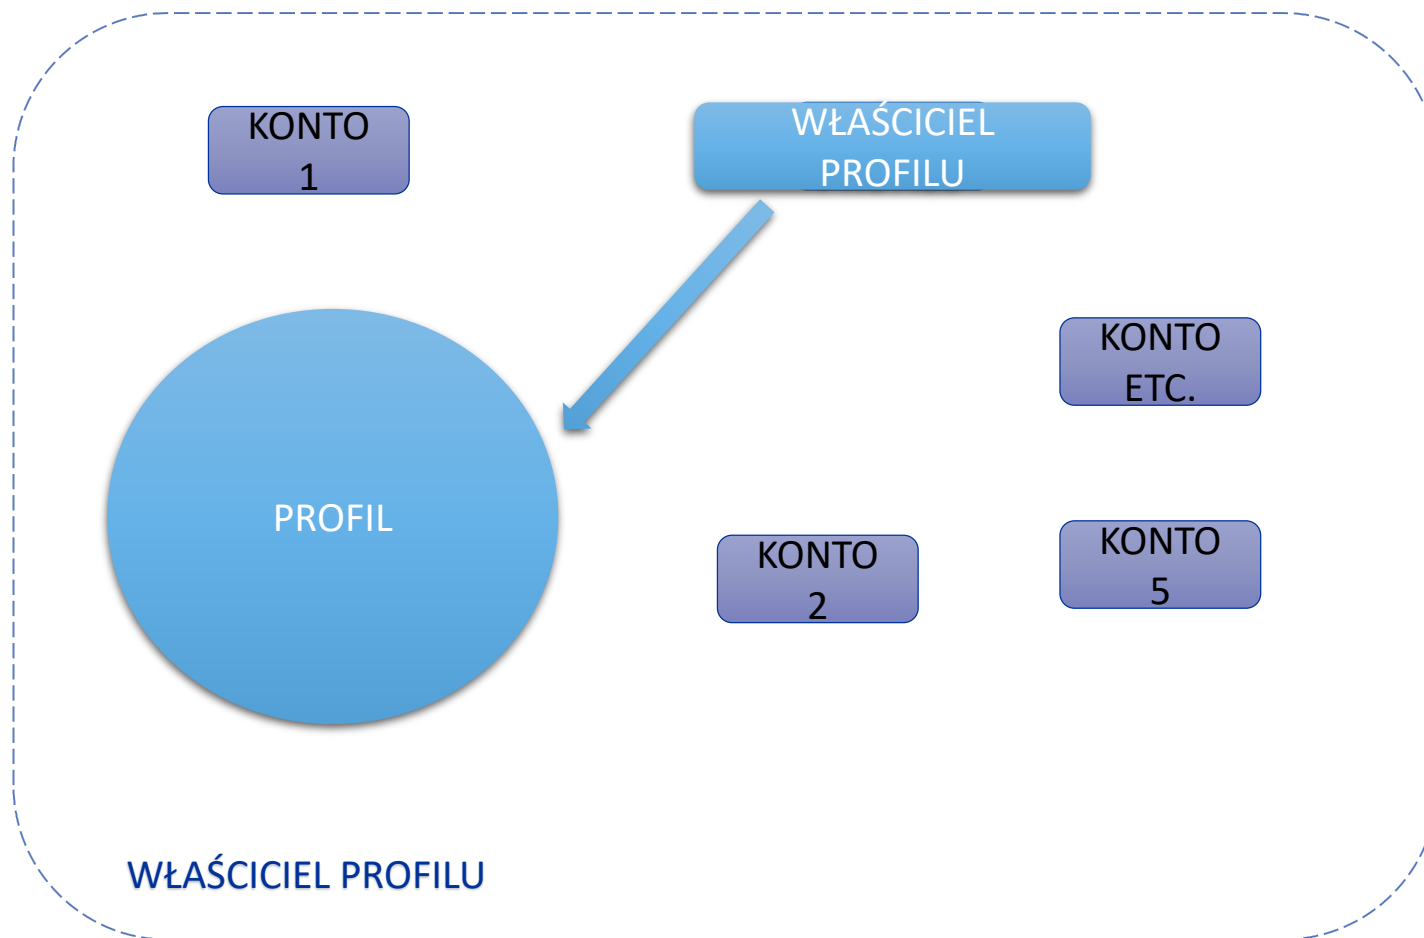 KONTO
1
WŁAŚCICIEL
PROFILU
KONTO
ETC.
PROFIL
KONTO
2
KONTO
5
WŁAŚCICIEL PROFILU